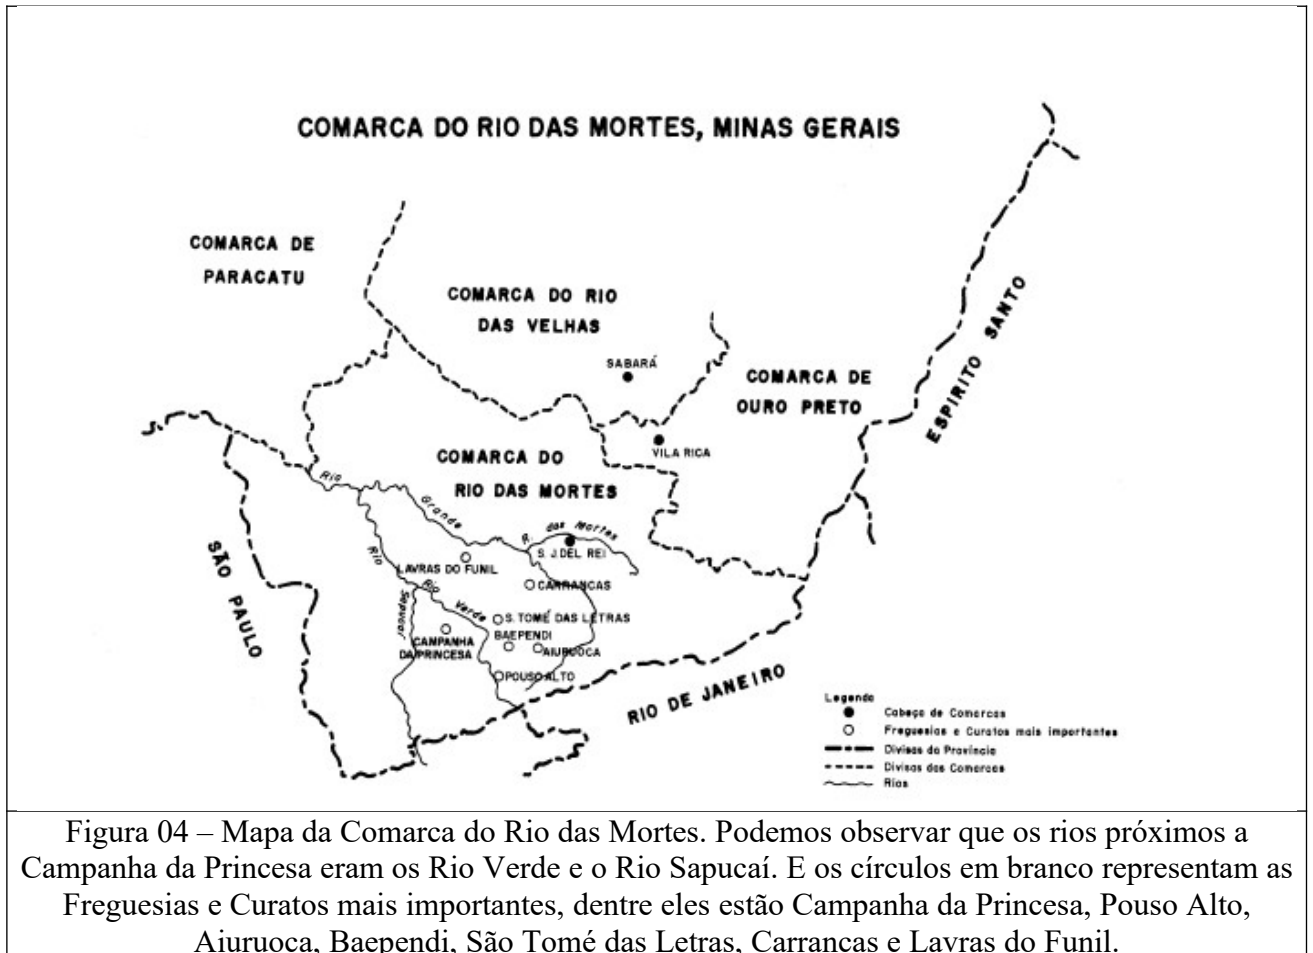 COMARCA DO RIO DAS MORTES, MINAS GERAIS
COMARCA DE
PARACATU
COMARCA DO RIO
DAS VELHAS
SABARÁ
COMARCA DE
OURO PRETO
ESPIRITO SANTO
VILA RICA
COMARCA DO
RIO DAS MORTES
Rio
Grande
R. das Mortes
S. J. DEL REI
Rio
LAVRAS DO FUNIL
CARRANCAS
SÃO PAULO
Sapucaí
Rio
Verde
S. TOMÉ DAS LETRAS
CAMPANHA
DA PRINCESA
BAEPENDI
AIURUOCA
POUSO ALTO
RIO DE JANEIRO
Legenda
Cabeça de Comarcas
Freguesias e Curatos mais importantes
Divisas da Província
Divisas das Comarcas
Rios
Figura 04 – Mapa da Comarca do Rio das Mortes. Podemos observar que os rios próximos a
Campanha da Princesa eram os Rio Verde e o Rio Sapucaí. E os círculos em branco representam as
Freguesias e Curatos mais importantes, dentre eles estão Campanha da Princesa, Pouso Alto,
Aiuruoca, Baependi, São Tomé das Letras, Carrancas e Lavras do Funil.